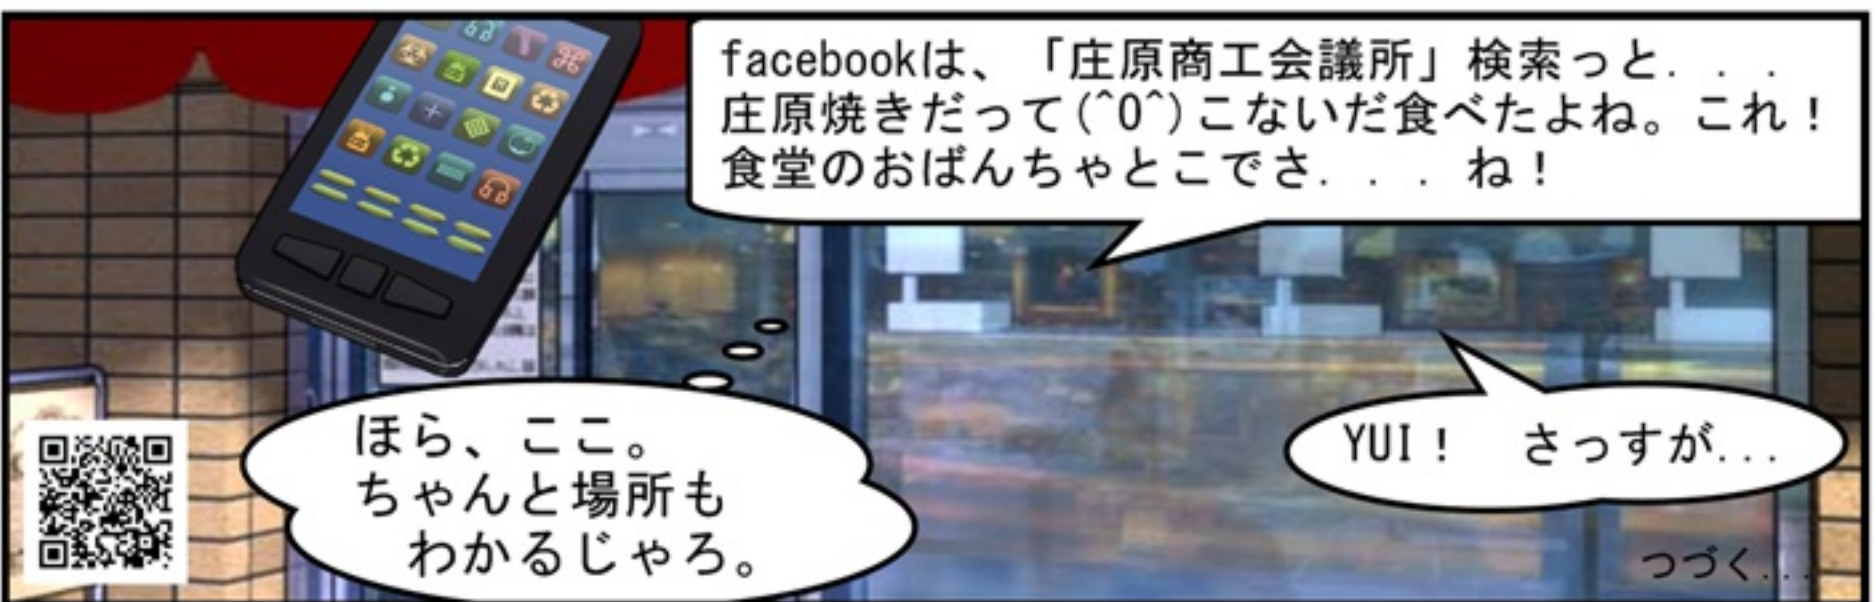 facebookは、「庄原商工会議所」検索っと. . .
庄原焼きだって(^O^)こないだ食べたよね。これ！
食堂のおばんちゃとこでさ. . . ね！
YUI！　さっすが...
ほら、ここ。
ちゃんと場所も
わかるじゃろ。
つづく...